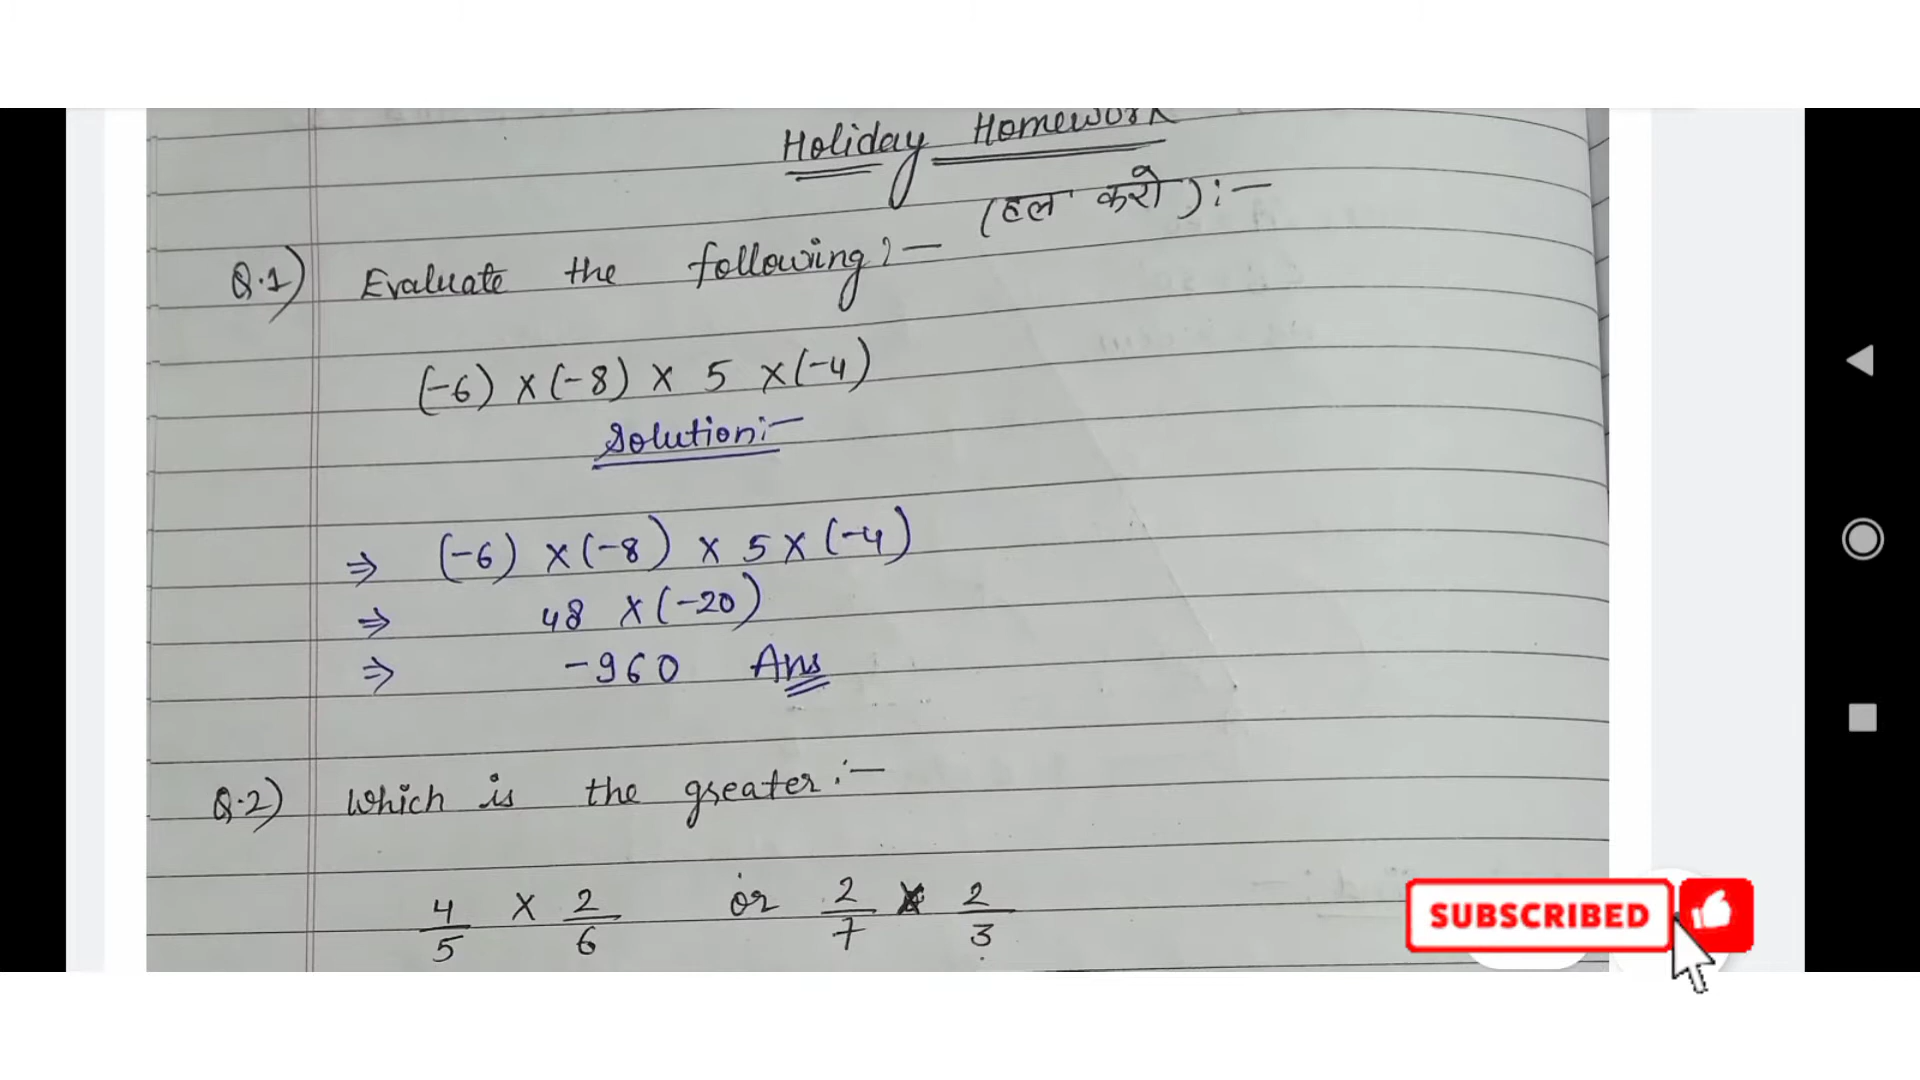 Holiday Homework
(हल करो):-
Q.1) Evaluate the following:-
(-6) × (-8) × 5 × (-4)
Solution:-
⇒ (-6) × (-8) × 5 × (-4)
⇒ 48 × (-20)
⇒ -960 Ans
Q.2) Which is the greater:-
4/5 × 2/6 or 2/7 × 2/3
SUBSCRIBED